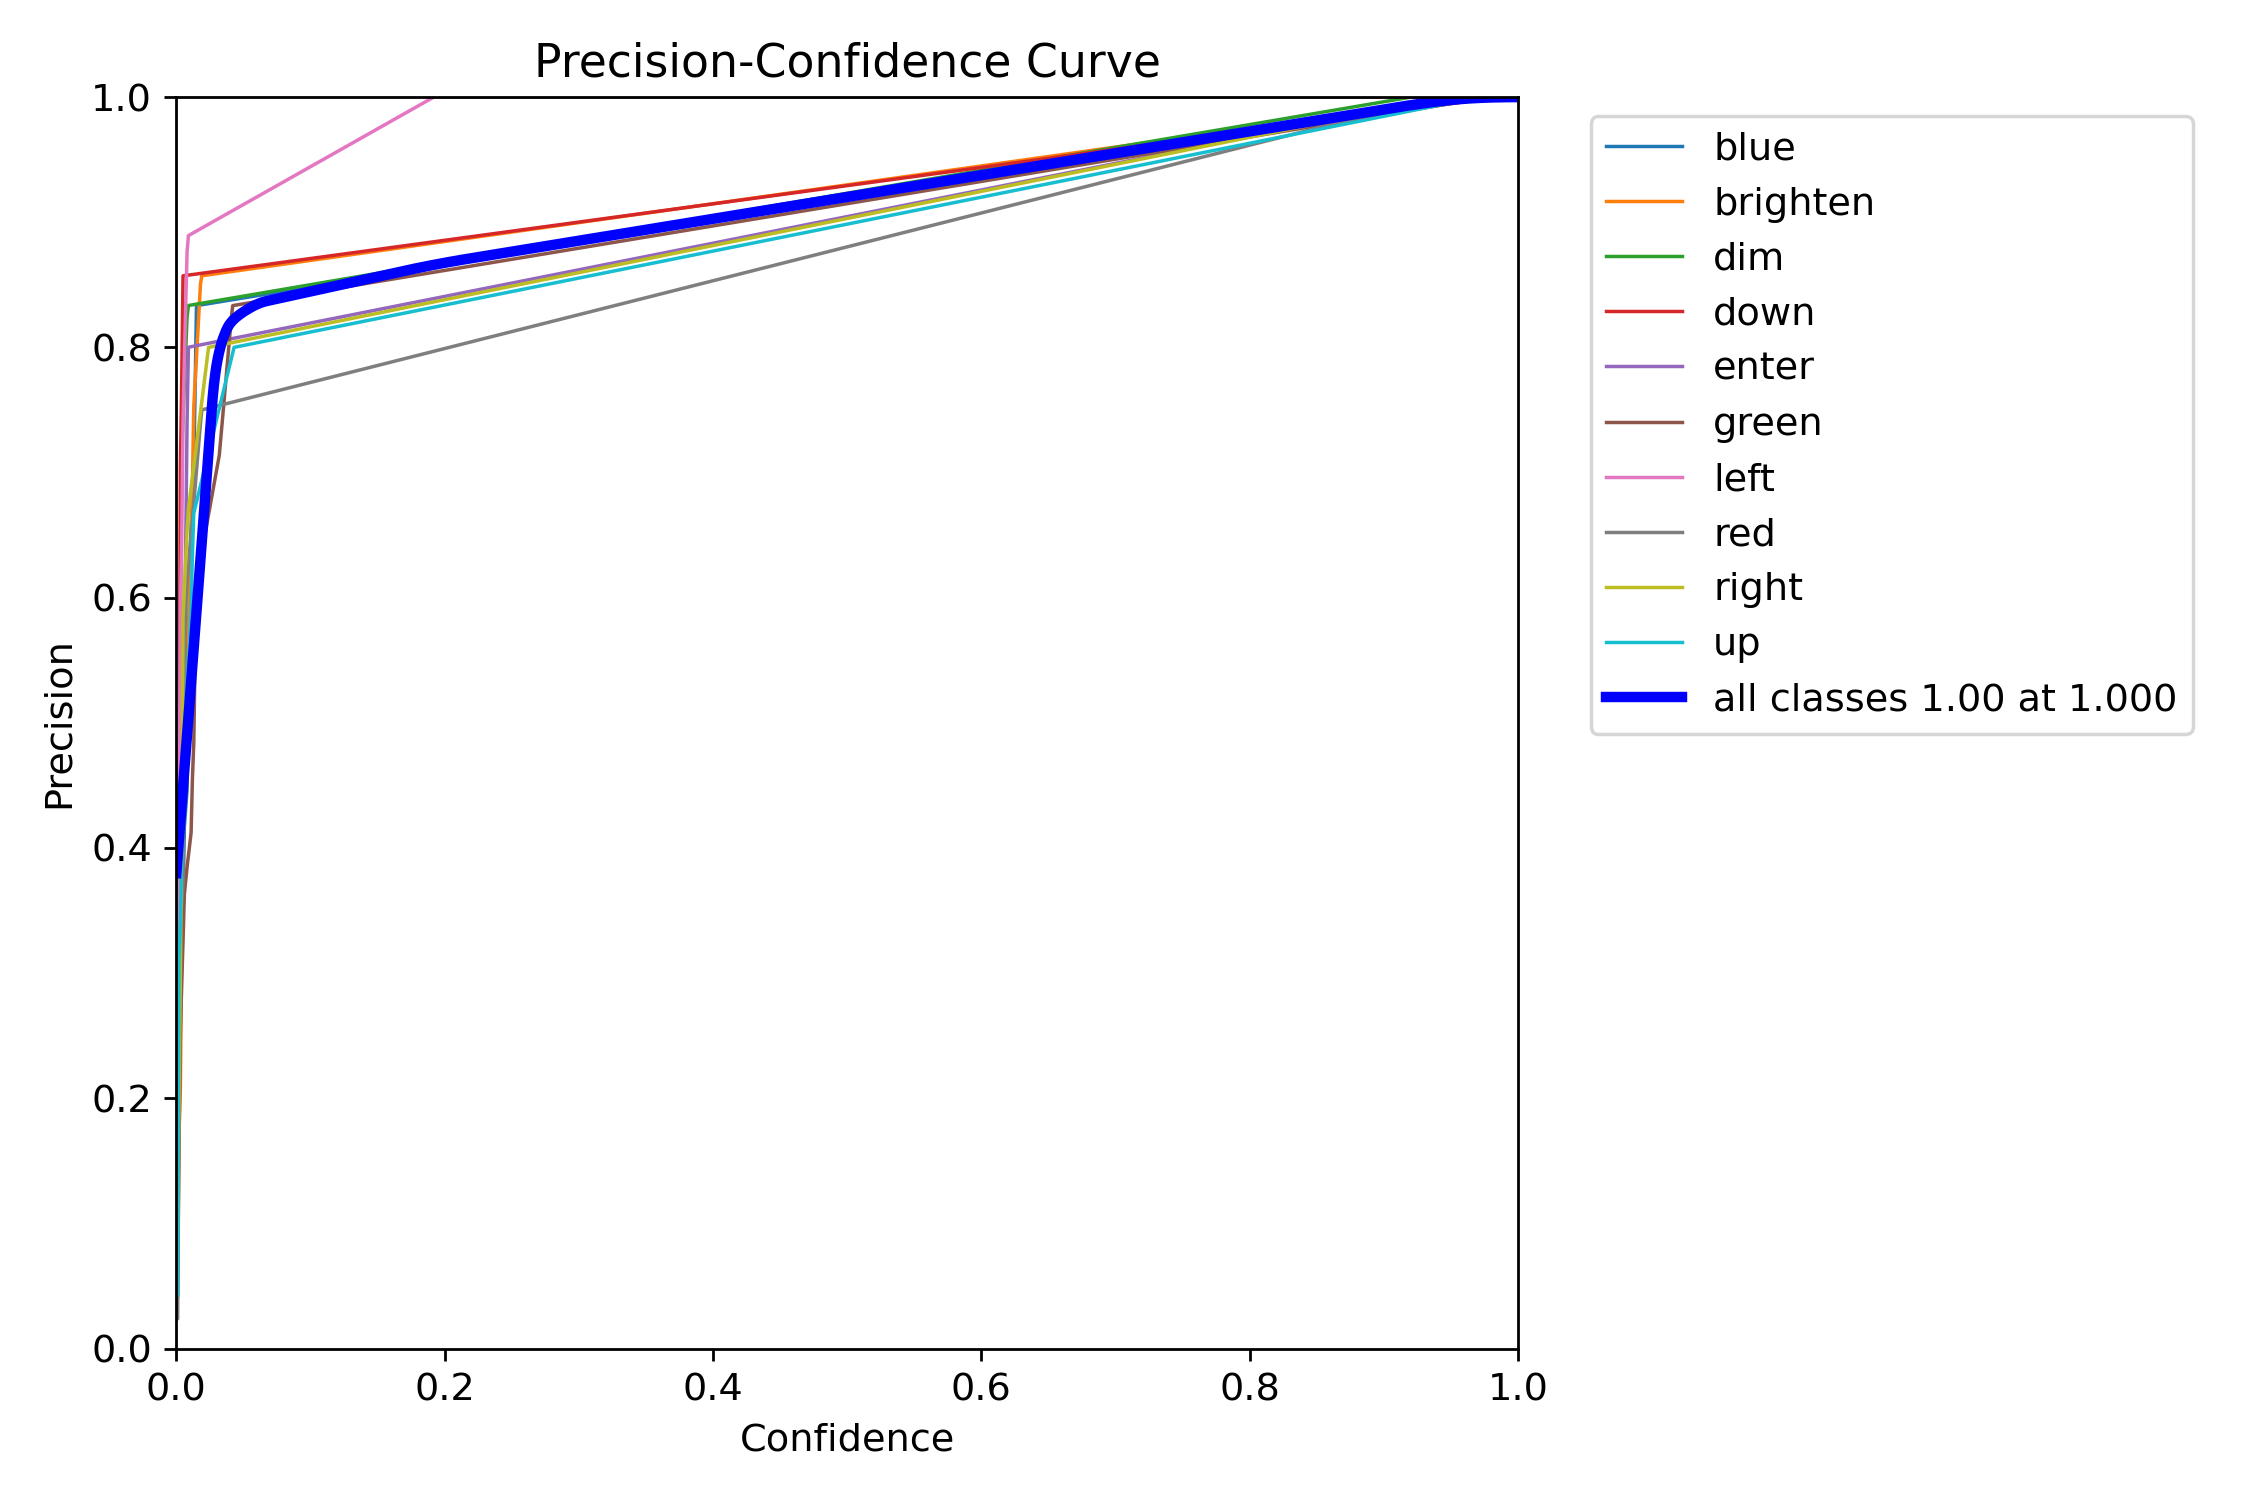 Precision-Confidence Curve
1.0
0.8
0.6
0.4
0.2
0.0
Precision
0.0 0.2 0.4 0.6 0.8 1.0
Confidence
blue
brighten
dim
down
enter
green
left
red
right
up
all classes 1.00 at 1.000